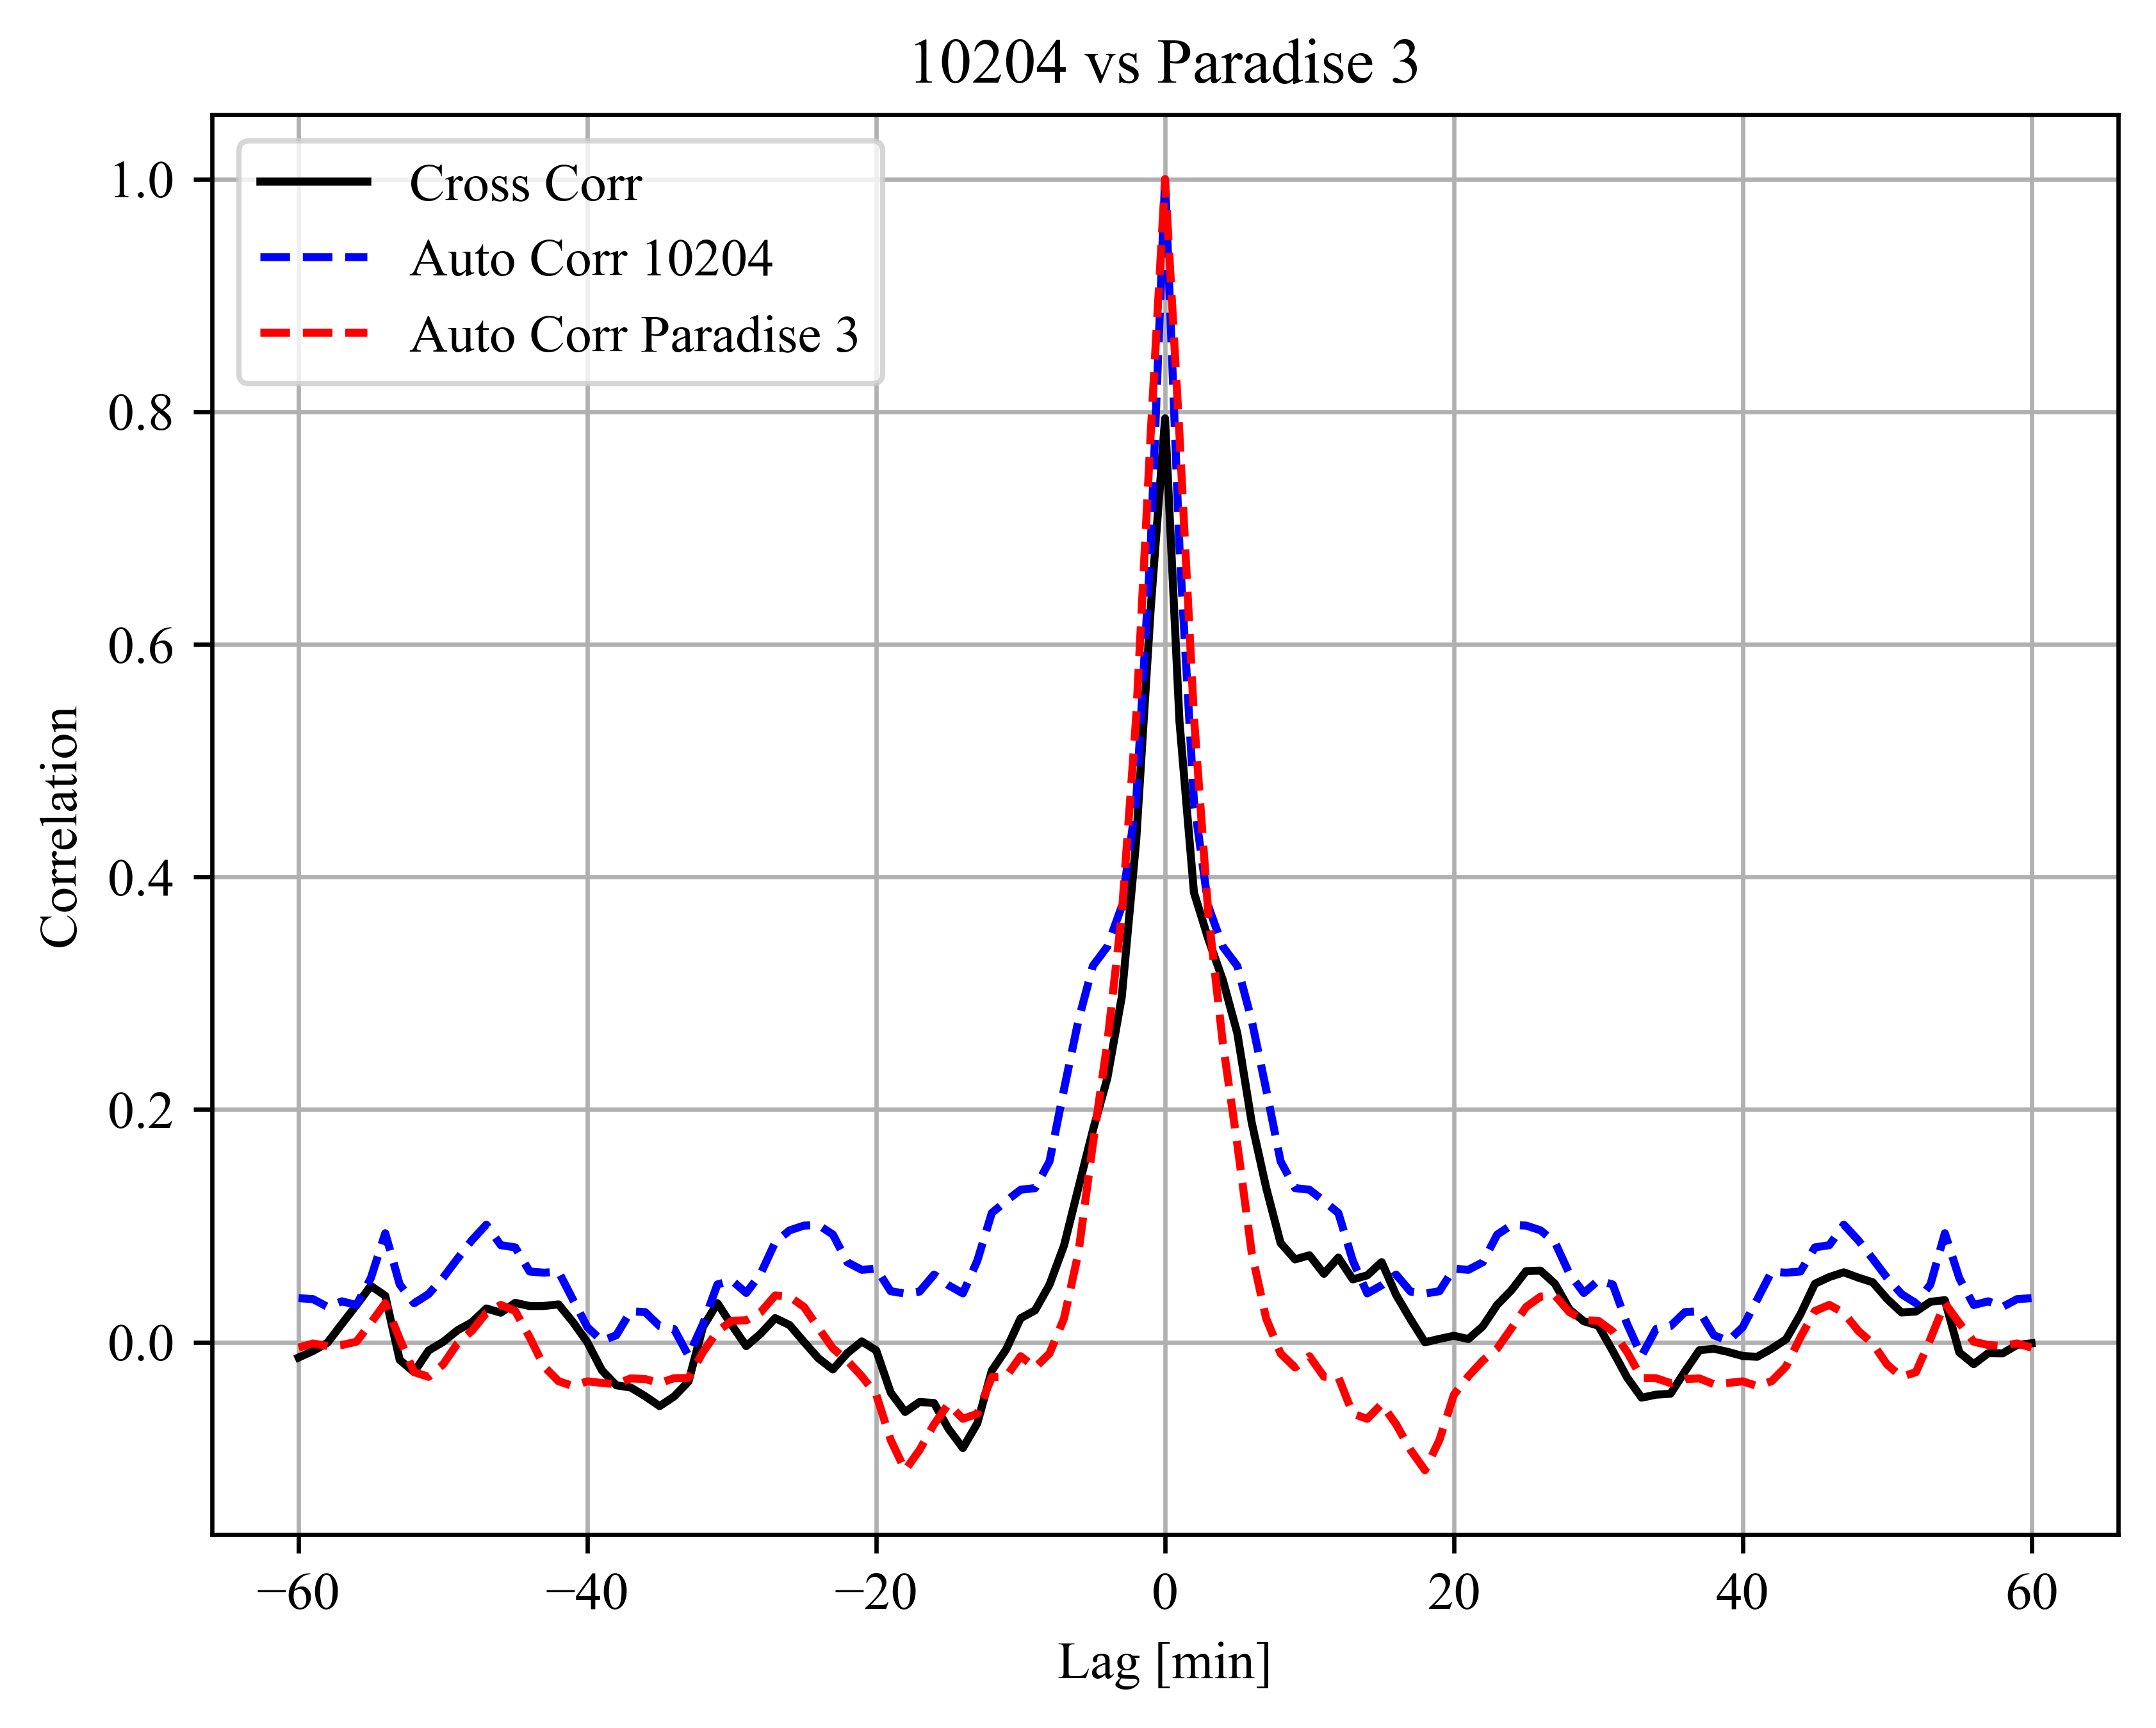 10204 vs Paradise 3
Cross Corr
Auto Corr 10204
Auto Corr Paradise 3
1.0
0.8
0.6
0.4
0.2
0.0
Correlation
−60 −40 −20 0 20 40 60
Lag [min]